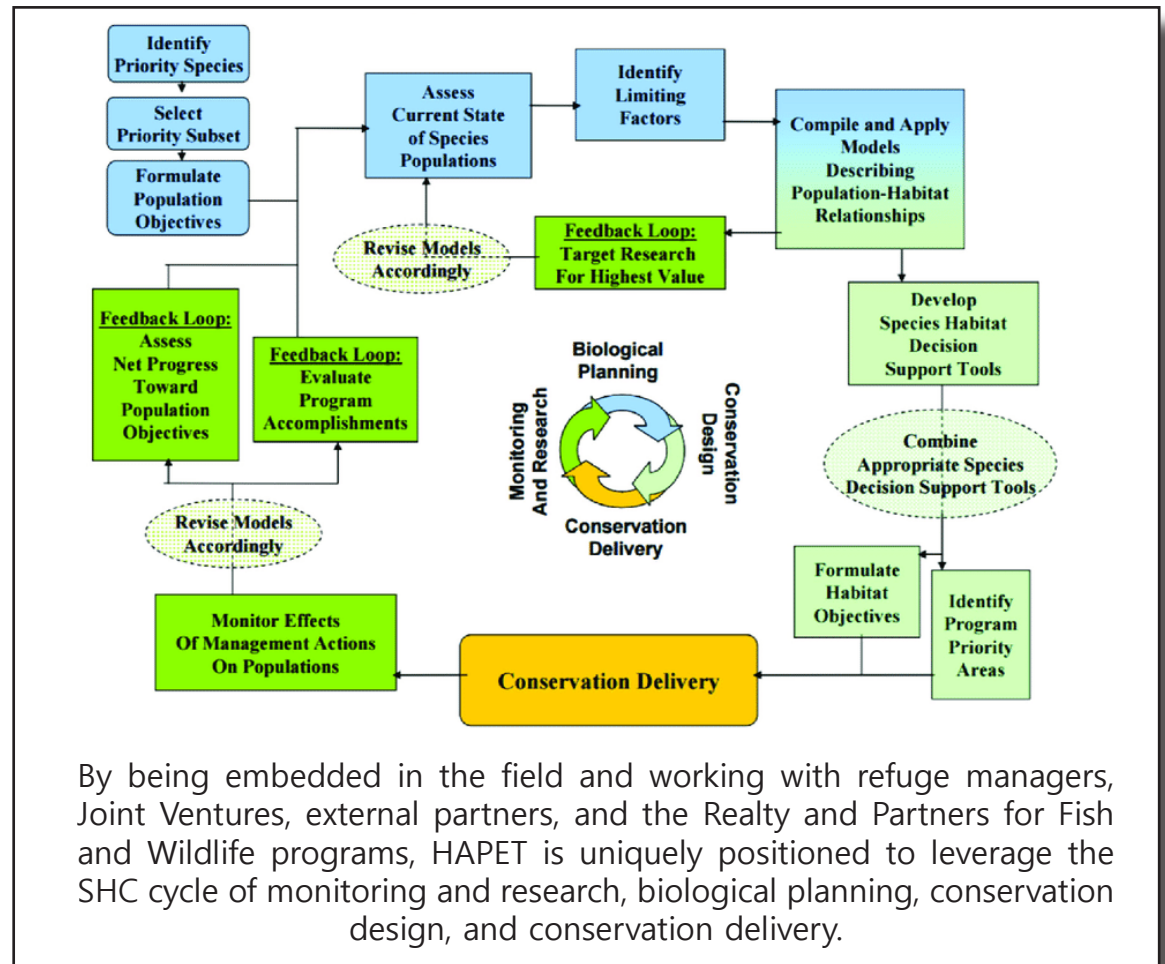 Identify
Priority Species
Select
Priority Subset
Formulate
Population
Objectives
Assess
Current State
of Species
Populations
Identify
Limiting
Factors
Compile and Apply
Models
Describing
Population-Habitat
Relationships
Revise Models
Accordingly
Feedback Loop:
Target Research
For Highest Value
Feedback Loop:
Assess
Net Progress
Toward
Population
Objectives
Feedback Loop:
Evaluate
Program
Accomplishments
Biological
Planning
Conservation
Design
Conservation
Delivery
Monitoring
And Research
Develop
Species Habitat
Decision
Support Tools
Combine
Appropriate Species
Decision Support Tools
Revise Models
Accordingly
Formulate
Habitat
Objectives
Identify
Program
Priority
Areas
Monitor Effects
Of Management Actions
On Populations
Conservation Delivery
By being embedded in the field and working with refuge managers,
Joint Ventures, external partners, and the Realty and Partners for Fish
and Wildlife programs, HAPET is uniquely positioned to leverage the
SHC cycle of monitoring and research, biological planning, conservation
design, and conservation delivery.